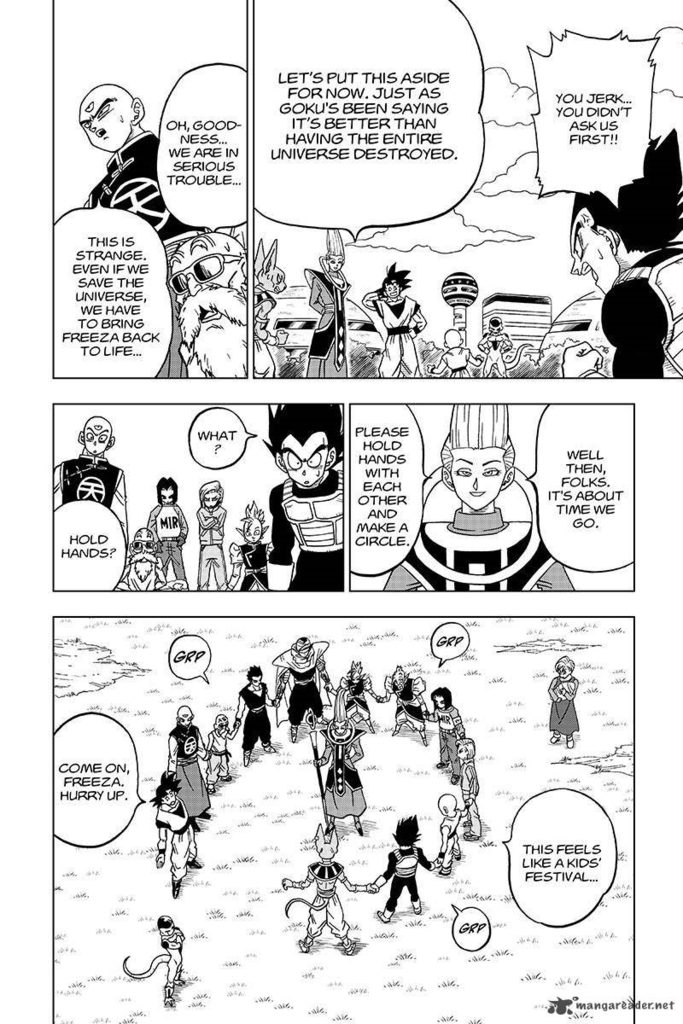 OH, GOOD-
NESS...
WE ARE IN
SERIOUS
TROUBLE...
THIS IS
STRANGE.
EVEN IF WE
SAVE THE
UNIVERSE,
WE HAVE
TO BRING
FREEZA BACK
TO LIFE...
LET'S PUT THIS ASIDE
FOR NOW. JUST AS
GOKU'S BEEN SAYING
IT'S BETTER THAN
HAVING THE ENTIRE
UNIVERSE DESTROYED.
YOU JERK...
YOU DIDN'T
ASK US
FIRST!!
天
HOLD
HANDS?
MIR
WHAT
?
PLEASE
HOLD
HANDS
WITH
EACH
OTHER
AND
MAKE A
CIRCLE.
WELL
THEN,
FOLKS.
IT'S ABOUT
TIME WE
GO.
GRP
GRP
COME ON,
FREEZA.
HURRY UP.
THIS FEELS
LIKE A KIDS'
FESTIVAL...
GRP
mangareader.net